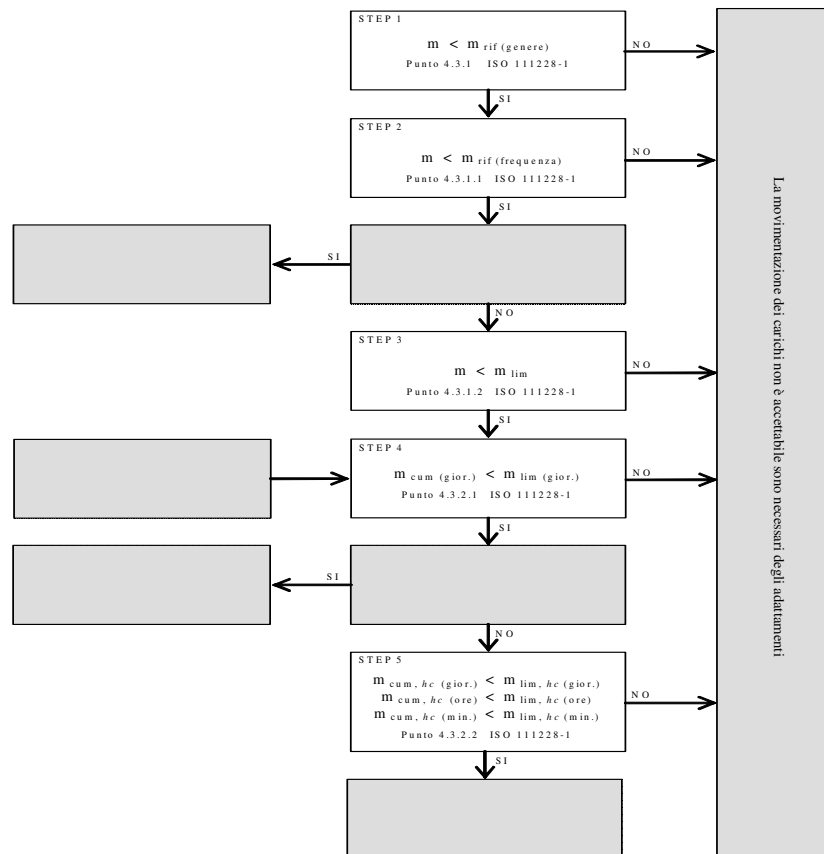 STEP 1
m < m rif (genere)
Punto 4.3.1 ISO 111228-1
NO
SI
STEP 2
m < m rif (frequenza)
Punto 4.3.1.1 ISO 111228-1
NO
SI
SI
NO
STEP 3
m < m lim
Punto 4.3.1.2 ISO 111228-1
NO
SI
STEP 4
m cum (gior.) < m lim (gior.)
Punto 4.3.2.1 ISO 111228-1
NO
SI
SI
NO
STEP 5
m cum, hc (gior.) < m lim, hc (gior.)
m cum, hc (ore) < m lim, hc (ore)
m cum, hc (min.) < m lim, hc (min.)
Punto 4.3.2.2 ISO 111228-1
NO
SI
La movimentazione dei carichi non è accettabile sono necessari degli adattamenti